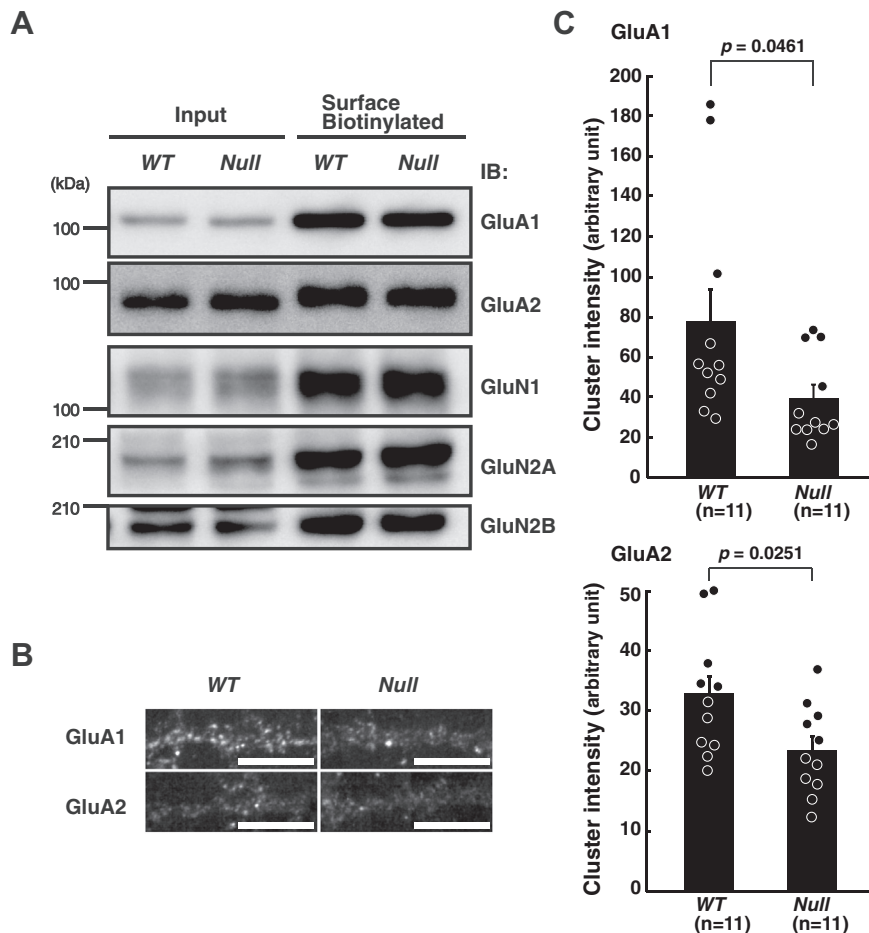 A
Input
Surface
Biotinylated
WT
Null
WT
Null
(kDa)
IB:
100
GluA1
100
GluA2
GluN1
100
210
GluN2A
210
GluN2B
B
WT
Null
GluA1
GluA2
C
GluA1
p = 0.0461
Cluster intensity (arbitrary unit)
200
180
160
140
120
100
80
60
40
20
0
WT
(n=11)
Null
(n=11)
GluA2
p = 0.0251
Cluster intensity (arbitrary unit)
50
40
30
20
10
0
WT
(n=11)
Null
(n=11)